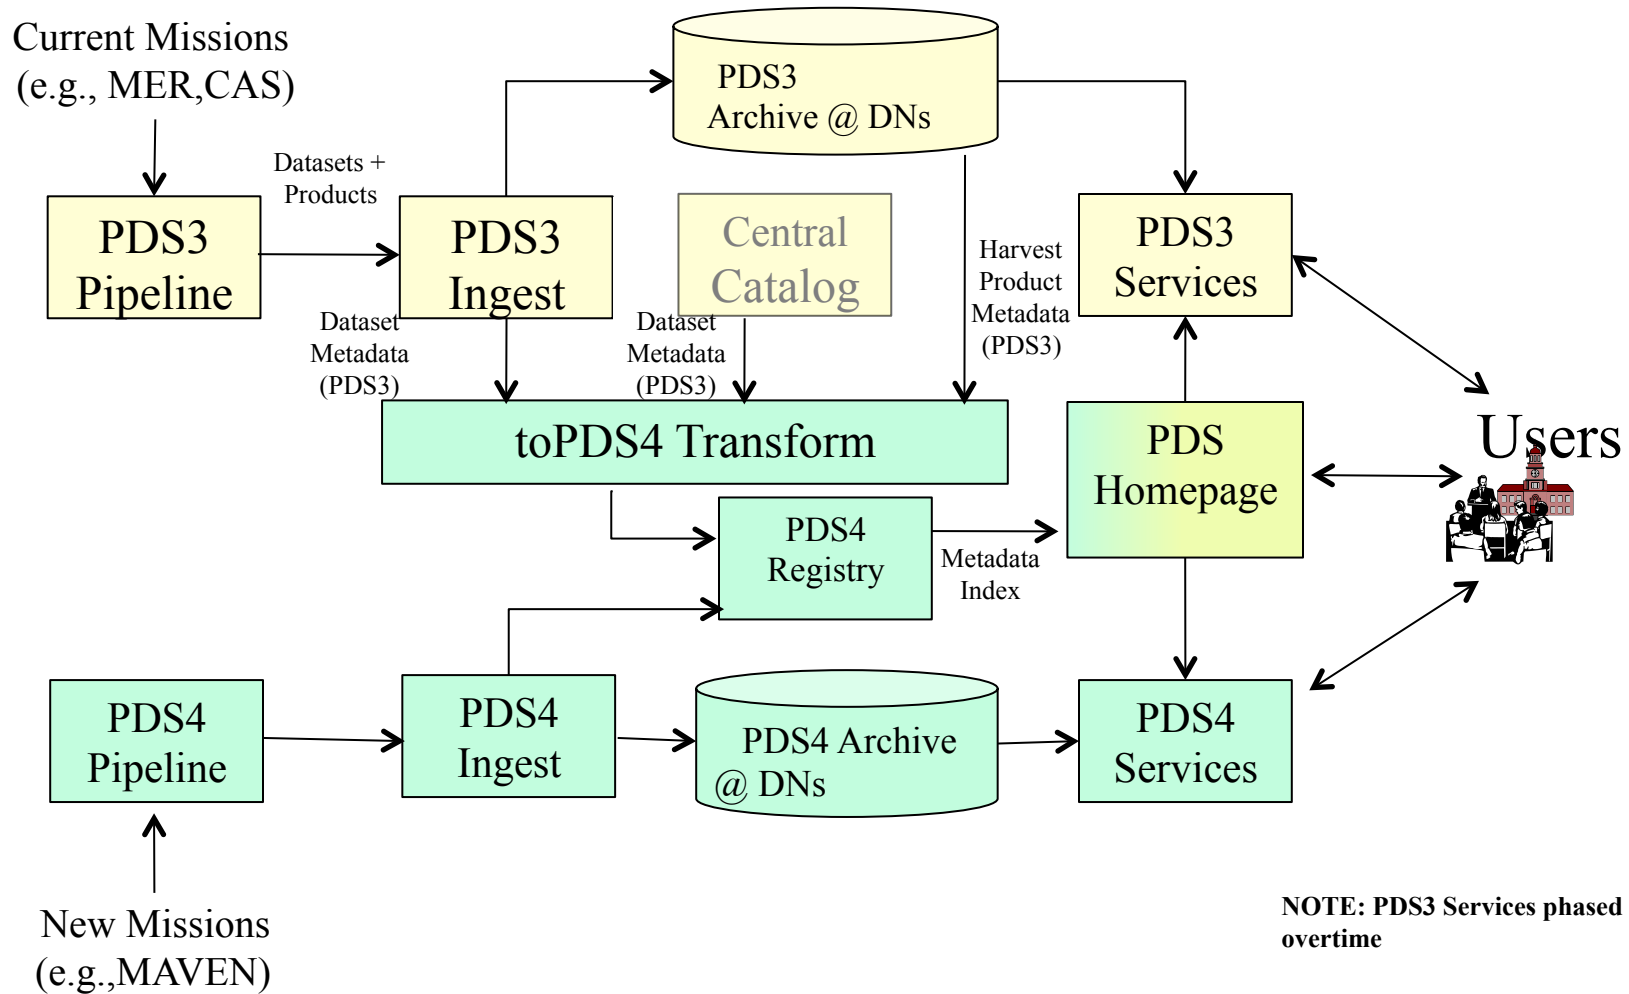 Current Missions
(e.g., MER,CAS)
PDS3
Archive @ DNs
Datasets +
Products
PDS3
Pipeline
PDS3
Ingest
Central
Catalog
Harvest
Product
Metadata
(PDS3)
PDS3
Services
Dataset
Metadata
(PDS3)
Dataset
Metadata
(PDS3)
toPDS4 Transform
PDS
Homepage
Users
PDS4
Registry
Metadata
Index
PDS4
Pipeline
PDS4
Ingest
PDS4 Archive
@ DNs
PDS4
Services
New Missions
(e.g.,MAVEN)
NOTE: PDS3 Services phased
overtime